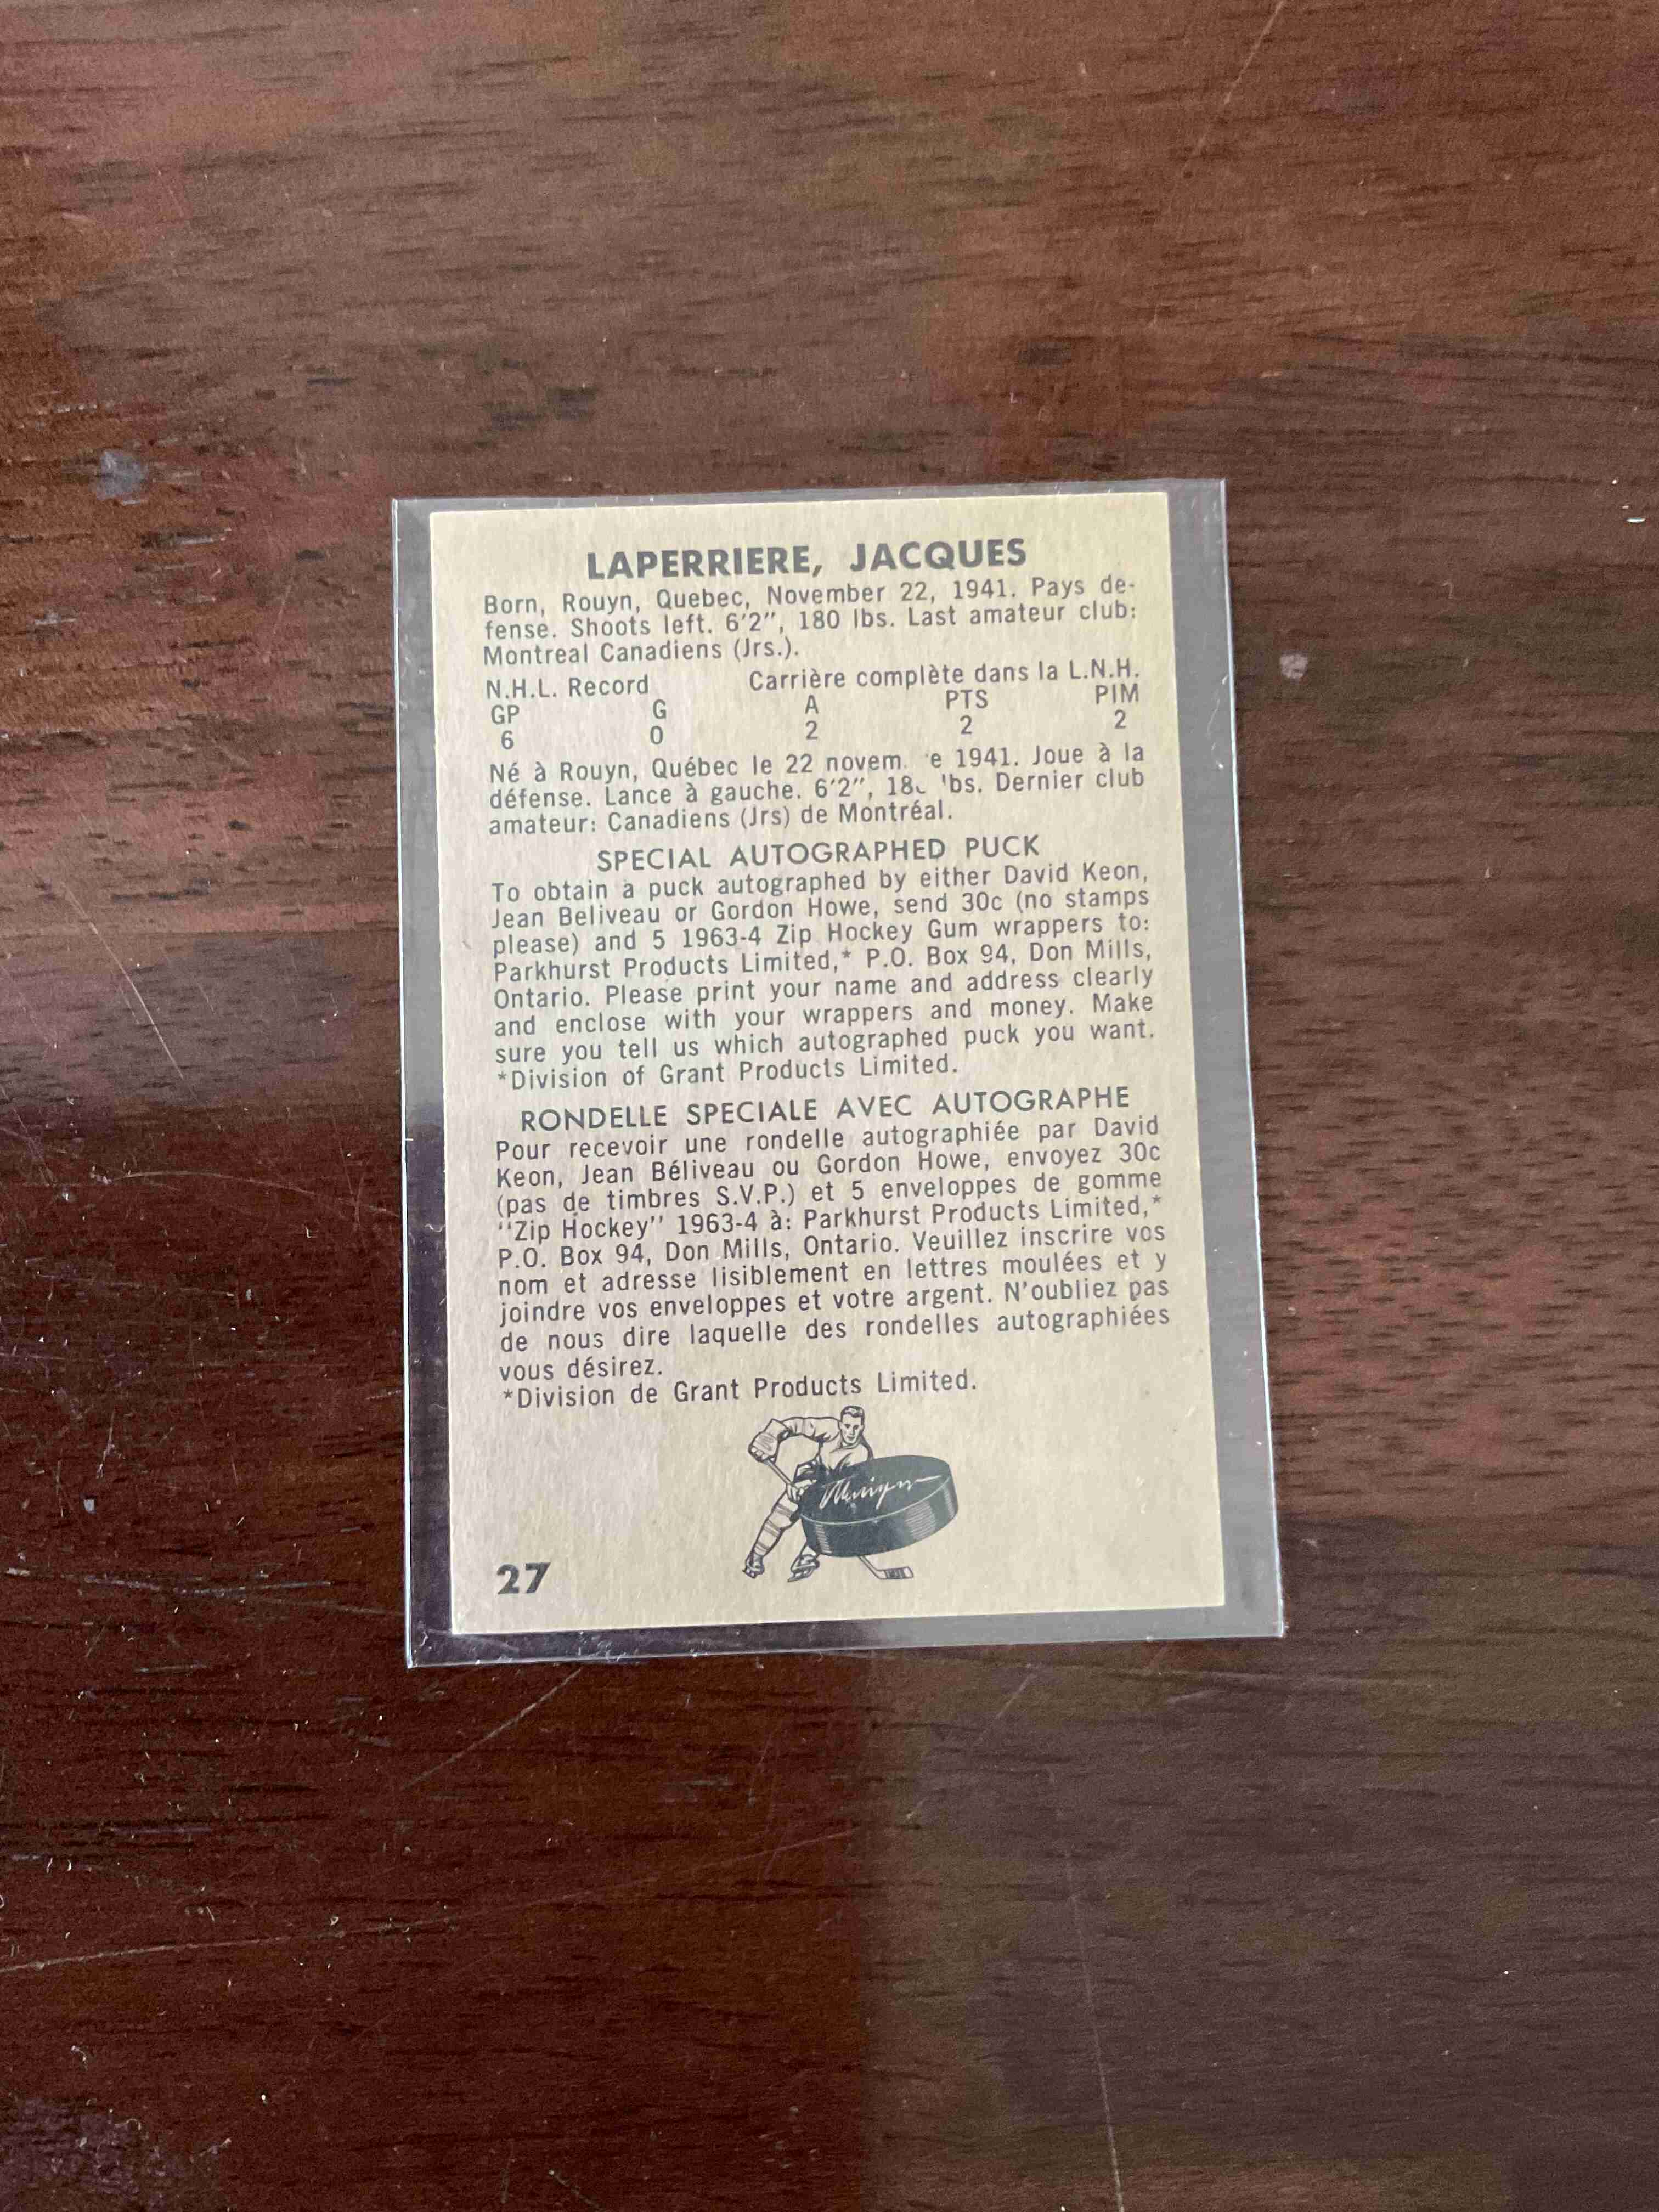 LAPERRIERE, JACQUES
Born, Rouyn, Quebec, November 22, 1941. Pays de-
fense. Shoots left. 6'2", 180 lbs. Last amateur club:
Montreal Canadiens (Jrs.).
N.H.L. Record Carrière complète dans la L.N.H.
GP G A PTS PIM
6 0 2 2 2
Né à Rouyn, Québec le 22 novem e 1941. Joue à la
défense. Lance à gauche. 6'2", 18 lbs. Dernier club
amateur: Canadiens (Jrs) de Montréal.
SPECIAL AUTOGRAPHED PUCK
To obtain a puck autographed by either David Keon,
Jean Beliveau or Gordon Howe, send 30c (no stamps
please) and 5 1963-4 Zip Hockey Gum wrappers to:
Parkhurst Products Limited,* P.O. Box 94, Don Mills,
Ontario. Please print your name and address clearly
and enclose with your wrappers and money. Make
sure you tell us which autographed puck you want.
*Division of Grant Products Limited.
RONDELLE SPECIALE AVEC AUTOGRAPHE
Pour recevoir une rondelle autographiée par David
Keon, Jean Béliveau ou Gordon Howe, envoyez 30c
(pas de timbres S.V.P.) et 5 enveloppes de gomme
"Zip Hockey" 1963-4 à: Parkhurst Products Limited,*
P.O. Box 94, Don Mills, Ontario. Veuillez inscrire vos
nom et adresse lisiblement en lettres moulées et y
joindre vos enveloppes et votre argent. N'oubliez pas
de nous dire laquelle des rondelles autographiées
vous désirez.
*Division de Grant Products Limited.
27